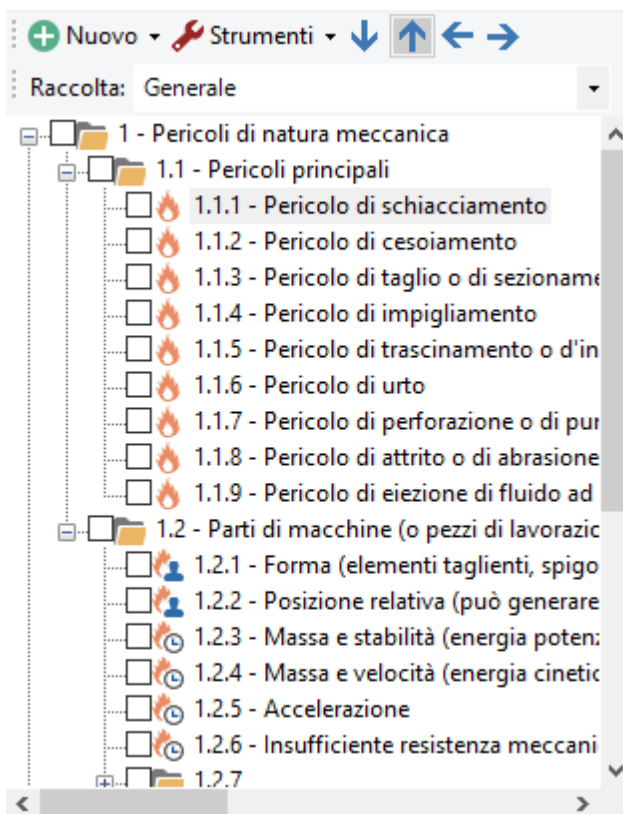 Nuovo Strumenti
Raccolta: Generale
1 - Pericoli di natura meccanica
1.1 - Pericoli principali
1.1.1 - Pericolo di schiacciamento
1.1.2 - Pericolo di cesoiamento
1.1.3 - Pericolo di taglio o di sezioname
1.1.4 - Pericolo di impigliamento
1.1.5 - Pericolo di trascinamento o d'in
1.1.6 - Pericolo di urto
1.1.7 - Pericolo di perforazione o di pun
1.1.8 - Pericolo di attrito o di abrasione
1.1.9 - Pericolo di eiezione di fluido ad
1.2 - Parti di macchine (o pezzi di lavorazio
1.2.1 - Forma (elementi taglienti, spigo
1.2.2 - Posizione relativa (può generare
1.2.3 - Massa e stabilità (energia potenz
1.2.4 - Massa e velocità (energia cinetic
1.2.5 - Accelerazione
1.2.6 - Insufficiente resistenza meccani
1.2.7